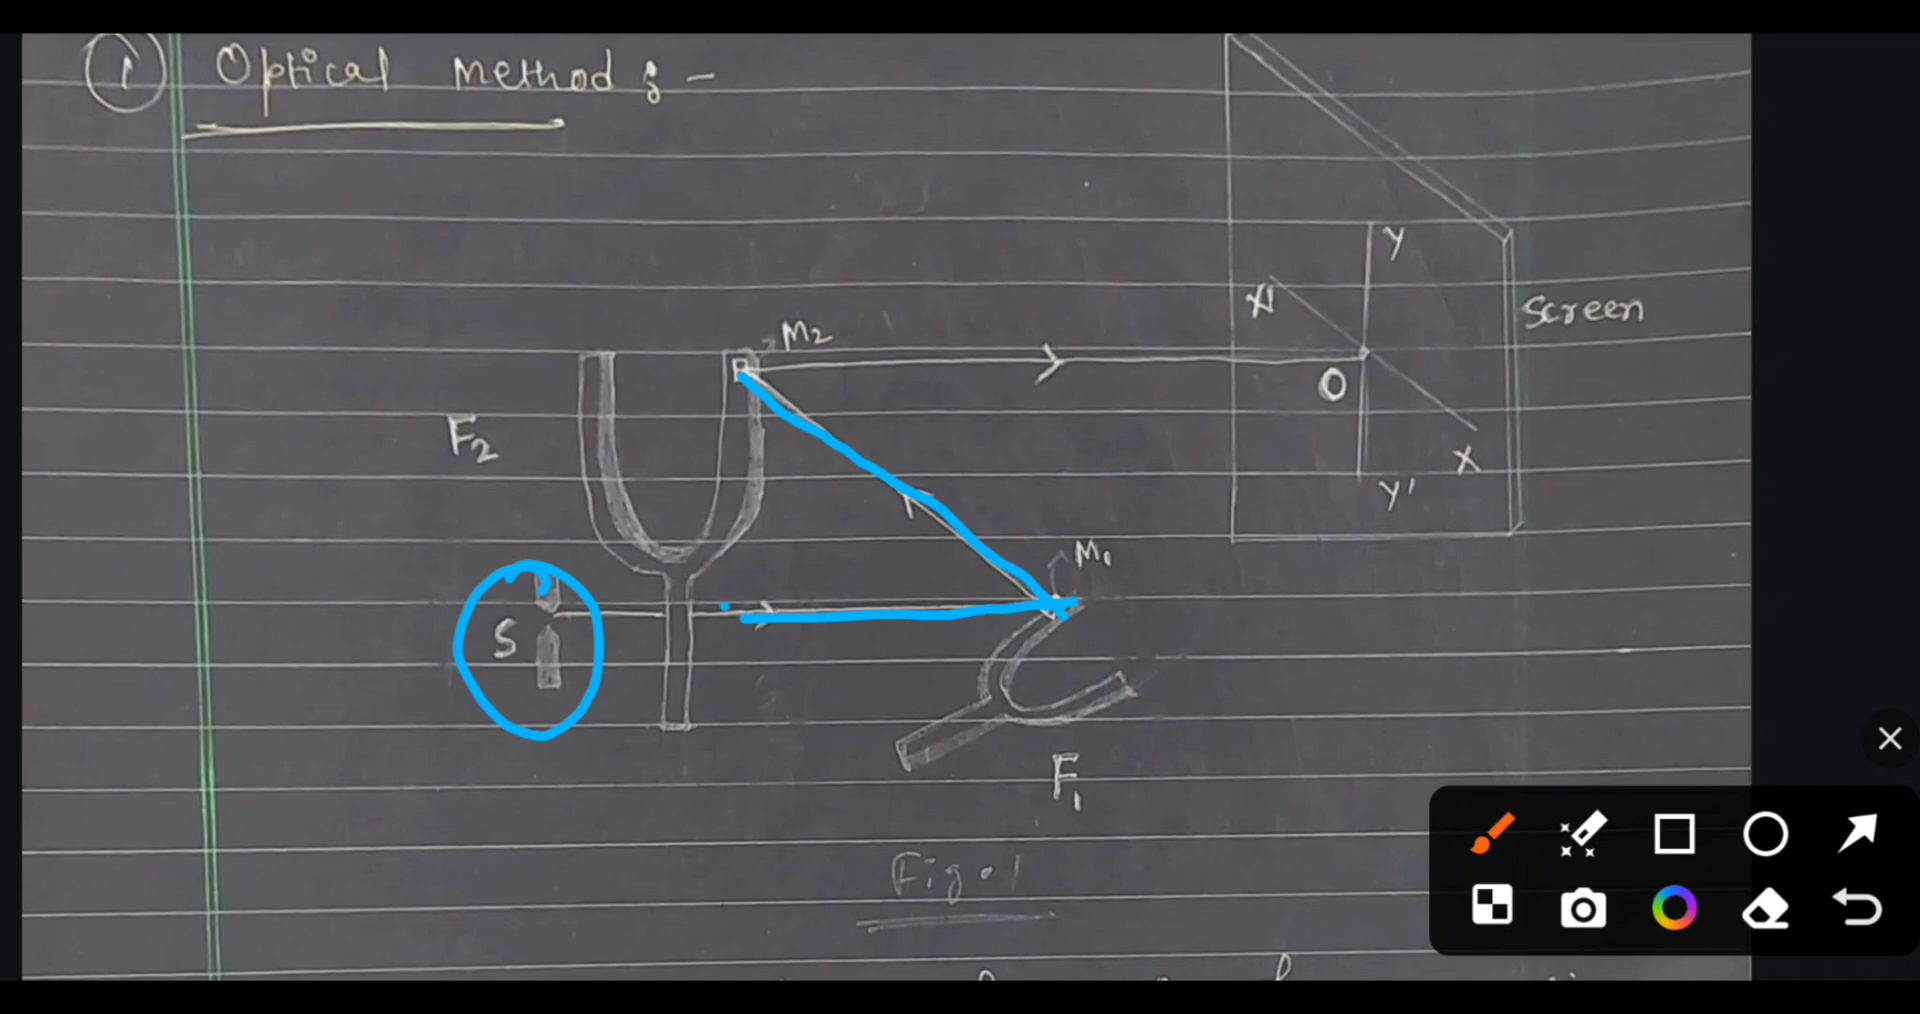 1 Optical method :-
Y
X'
Screen
M2
O
F2
X
Y'
M1
S
F1
Fig. 1